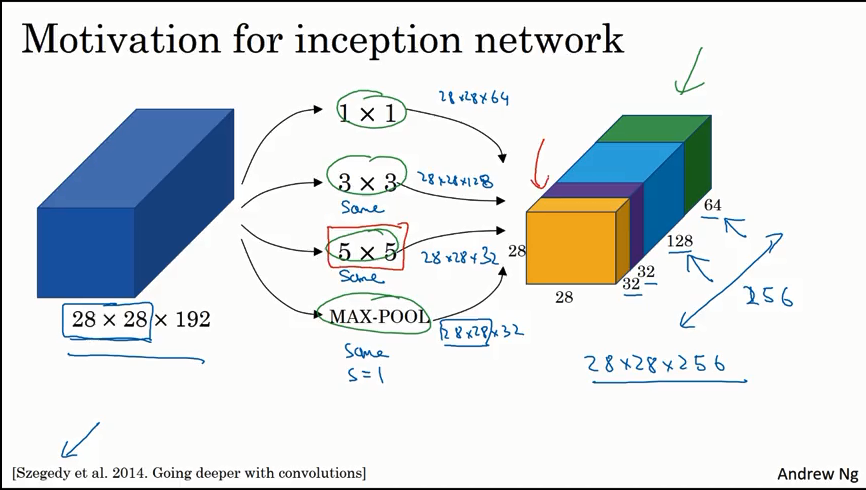 Motivation for inception network
1 × 1
28×28×64
3 × 3
Same
28×28×128
5 × 5
Same
28×28×32
MAX-POOL
Same
s=1
28×28×32
28 × 28 × 192
28
28
32
32
128
64
256
28×28×256
[Szegedy et al. 2014. Going deeper with convolutions]
Andrew Ng